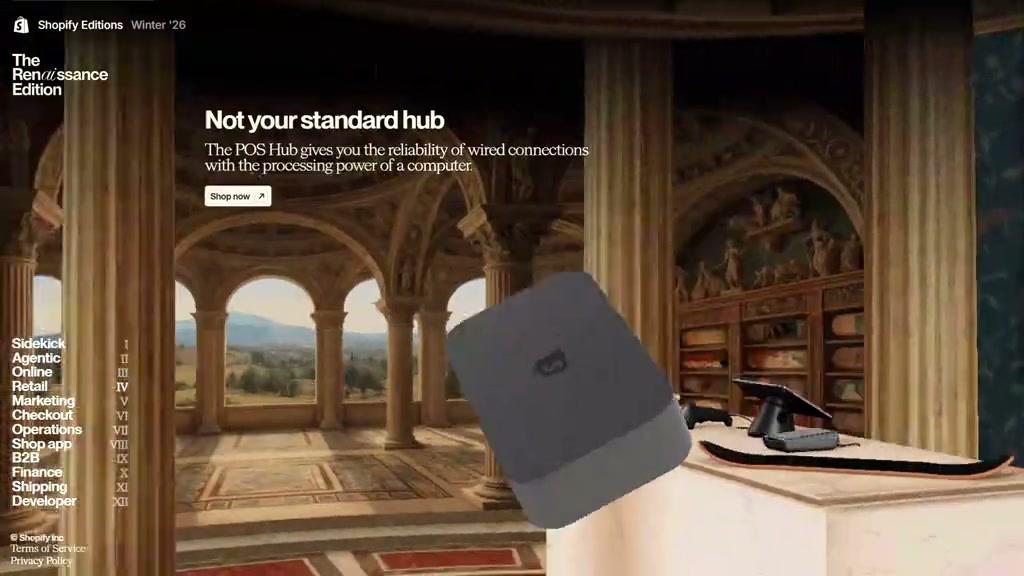 Shopify Editions Winter '26
The
Renaissance
Edition
Not your standard hub
The POS Hub gives you the reliability of wired connections
with the processing power of a computer.
Shop now
Sidekick I
Agentic II
Online III
Retail IV
Marketing V
Checkout VI
Operations VII
Shop app VIII
B2B IX
Finance X
Shipping XI
Developer XII
© Shopify Inc
Terms of Service
Privacy Policy